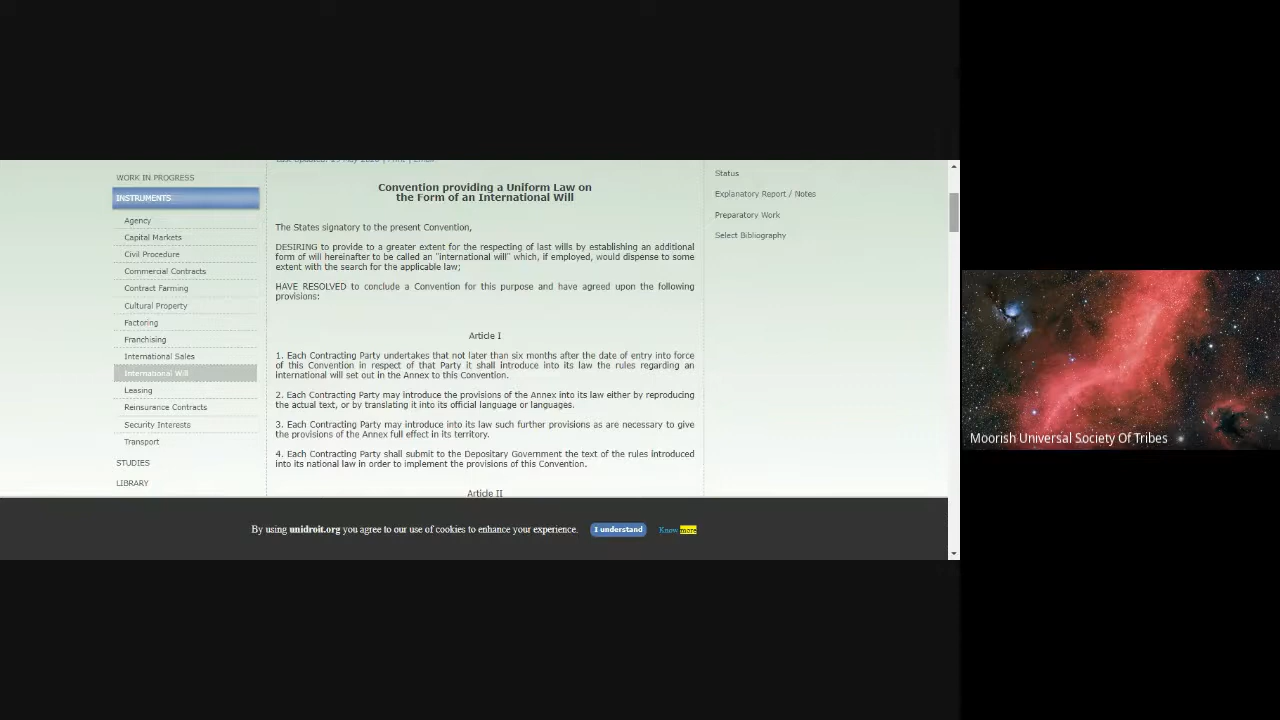 Last Updated: 25 May 2020 | Print | Email
WORK IN PROGRESS
INSTRUMENTS
Agency
Capital Markets
Civil Procedure
Commercial Contracts
Contract Farming
Cultural Property
Factoring
Franchising
International Sales
International Will
Leasing
Reinsurance Contracts
Security Interests
Transport
STUDIES
LIBRARY
Convention providing a Uniform Law on
the Form of an International Will
The States signatory to the present Convention,
DESIRING to provide to a greater extent for the respecting of last wills by establishing an additional
form of will hereinafter to be called an "international will" which, if employed, would dispense to some
extent with the search for the applicable law;
HAVE RESOLVED to conclude a Convention for this purpose and have agreed upon the following
provisions:
Article I
1. Each Contracting Party undertakes that not later than six months after the date of entry into force
of this Convention in respect of that Party it shall introduce into its law the rules regarding an
international will set out in the Annex to this Convention.
2. Each Contracting Party may introduce the provisions of the Annex into its law either by reproducing
the actual text, or by translating it into its official language or languages.
3. Each Contracting Party may introduce into its law such further provisions as are necessary to give
the provisions of the Annex full effect in its territory.
4. Each Contracting Party shall submit to the Depositary Government the text of the rules introduced
into its national law in order to implement the provisions of this Convention.
Article II
Status
Explanatory Report / Notes
Preparatory Work
Select Bibliography
By using unidroit.org you agree to our use of cookies to enhance your experience.
I understand
Know more
Moorish Universal Society Of Tribes